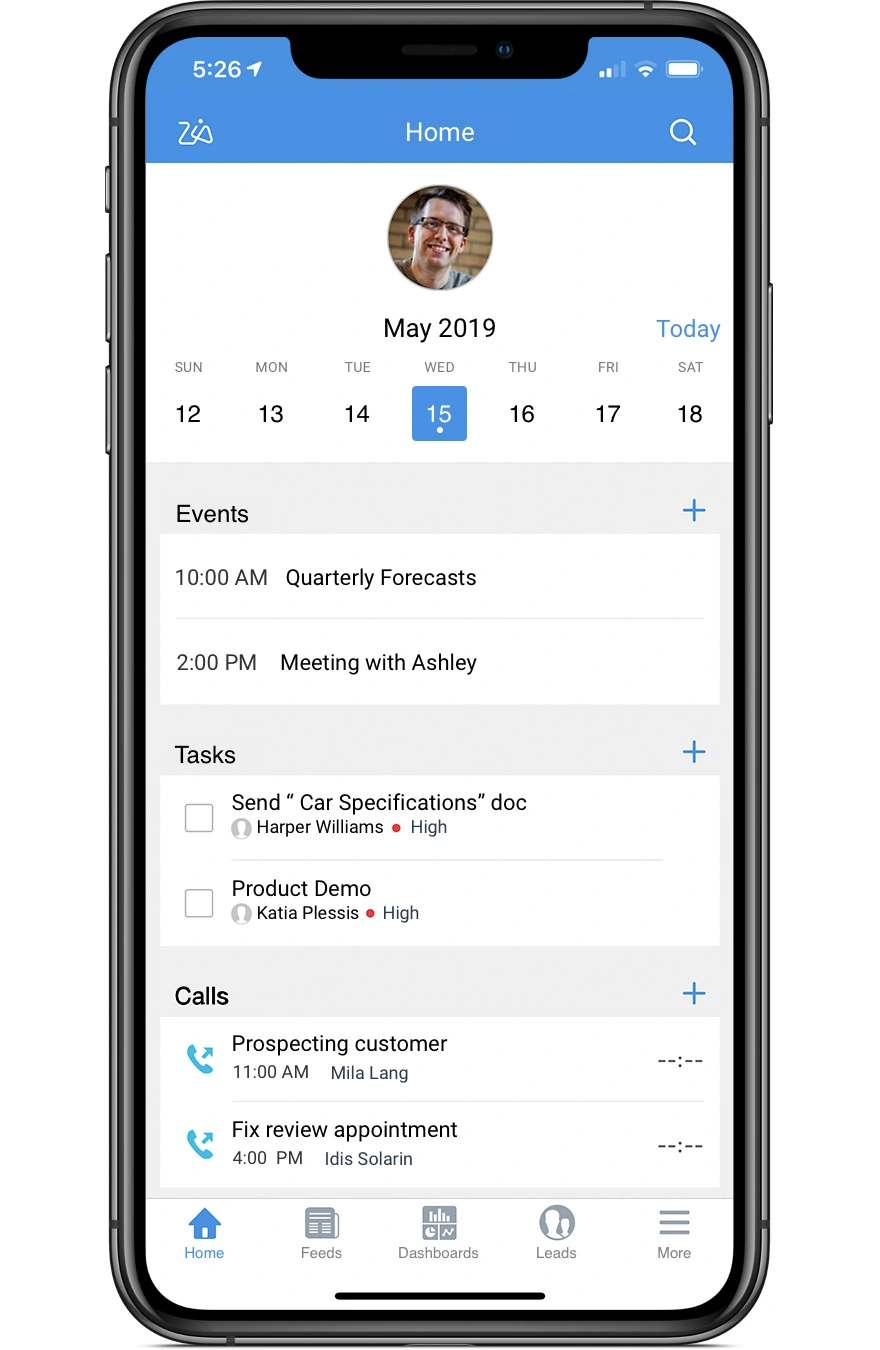 5:26
Zia Home
May 2019 Today
SUN MON TUE WED THU FRI SAT
12 13 14 15 16 17 18
Events
10:00 AM Quarterly Forecasts
2:00 PM Meeting with Ashley
Tasks
Send “ Car Specifications” doc
Harper Williams • High
Product Demo
Katia Plessis • High
Calls
Prospecting customer
11:00 AM Mila Lang --:--
Fix review appointment
4:00 PM Idis Solarin --:--
Home Feeds Dashboards Leads More